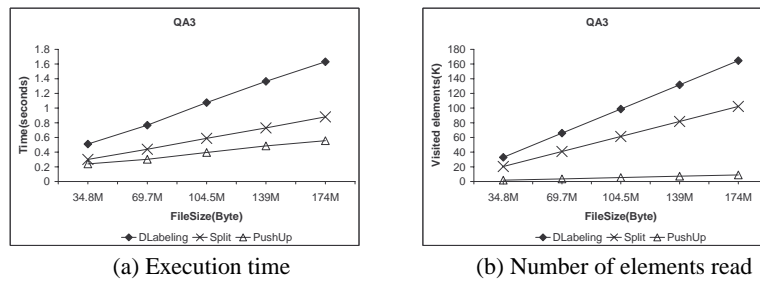 QA3
Time(seconds)
1.8
1.6
1.4
1.2
1
0.8
0.6
0.4
0.2
0
34.8M 69.7M 104.5M 139M 174M
FileSize(Byte)
DLabeling Split PushUp
(a) Execution time
QA3
Visited elements(K)
180
160
140
120
100
80
60
40
20
0
34.8M 69.7M 104.5M 139M 174M
FileSize(Byte)
DLabeling Split PushUp
(b) Number of elements read